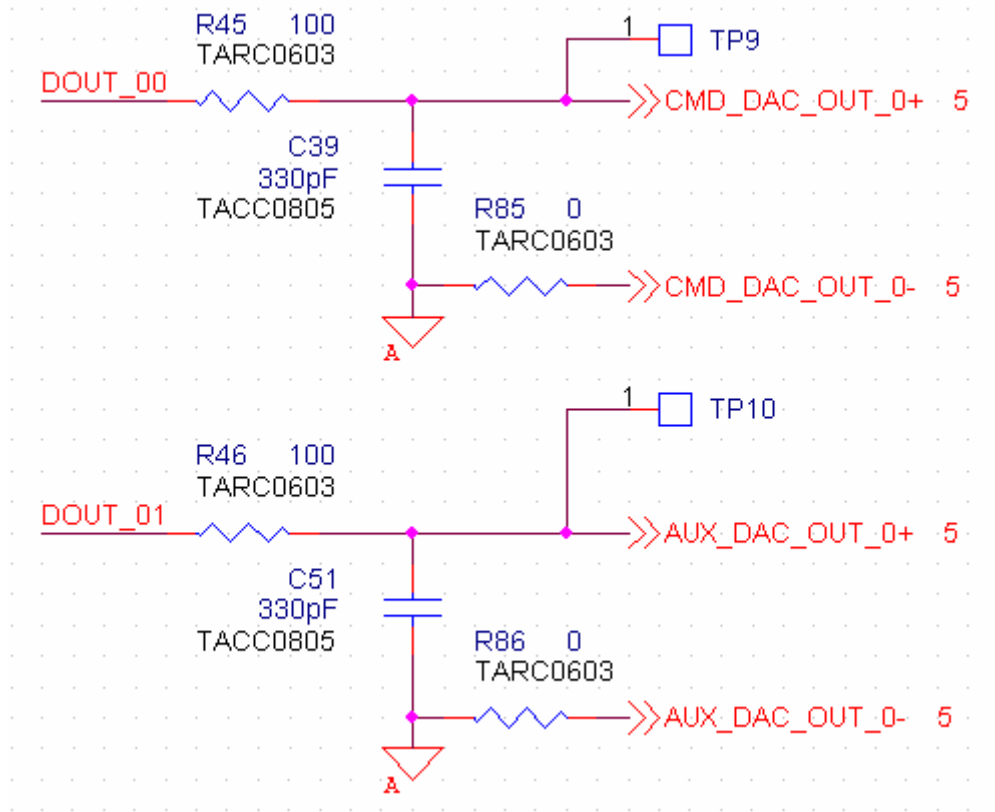 R45 100
TARC0603
1
TP9
DOUT_00
CMD_DAC_OUT_0+ 5
C39
330pF
TACC0805
R85 0
TARC0603
CMD_DAC_OUT_0- 5
A
1
TP10
R46 100
TARC0603
DOUT_01
AUX_DAC_OUT_0+ 5
C51
330pF
TACC0805
R86 0
TARC0603
AUX_DAC_OUT_0- 5
A